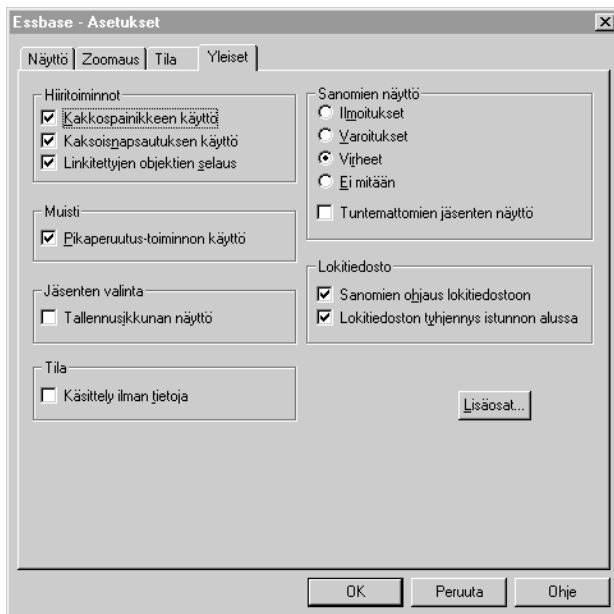 Essbase - Asetukset
Näyttö Zoomaus Tila Yleiset
Hiiritoiminnot
Kakkospainikkeen käyttö
Kaksoisnapsautuksen käyttö
Linkitettyjen objektien selaus
Muisti
Pikaperuutus-toiminnon käyttö
Jäsenten valinta
Tallennusikkunan näyttö
Tila
Käsittely ilman tietoja
Sanomien näyttö
Ilmoitukset
Varoitukset
Virheet
Ei mitään
Tuntemattomien jäsenten näyttö
Lokitiedosto
Sanomien ohjaus lokitiedostoon
Lokitiedoston tyhjennys istunnon alussa
Lisäosat...
OK Peruuta Ohje